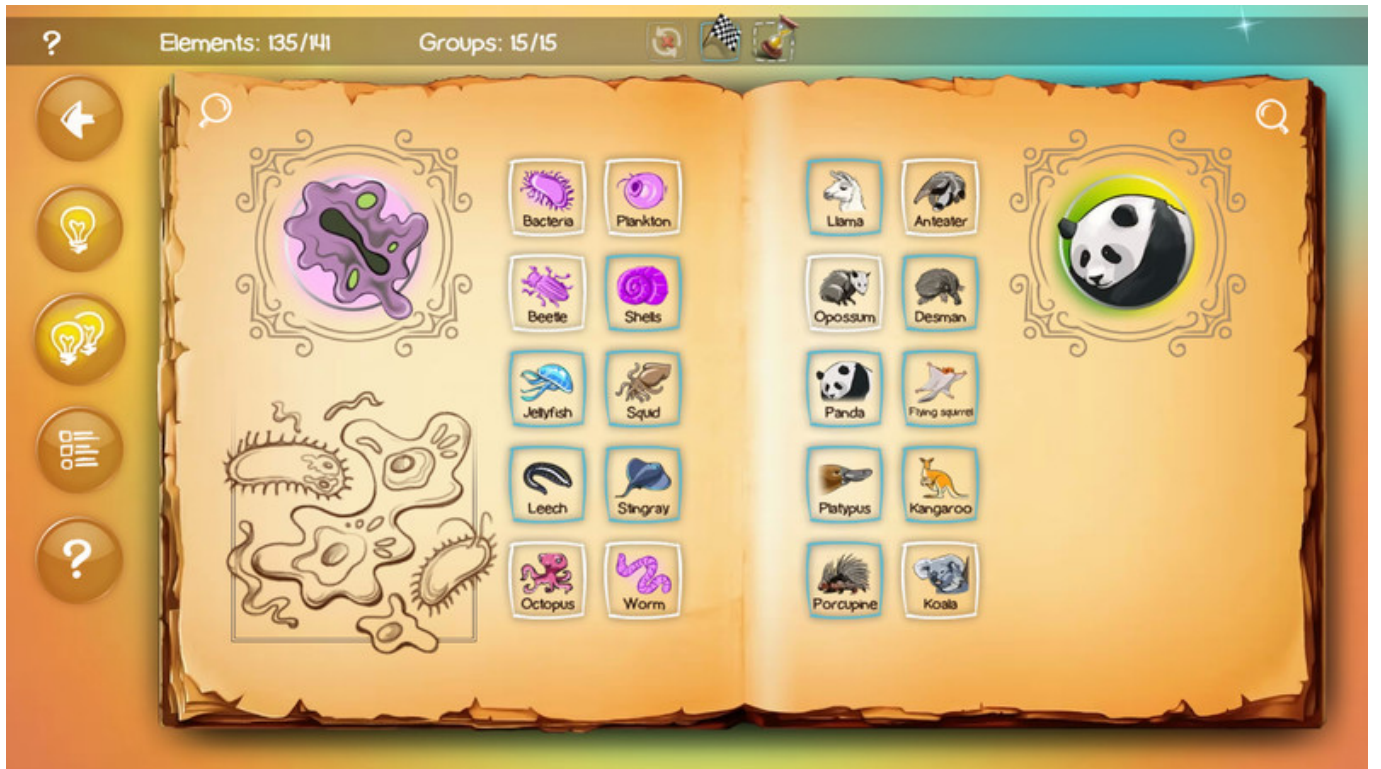 ?
Elements: 135/141
Groups: 15/15
Bacteria
Plankton
Beetle
Shells
Jellyfish
Squid
Leech
Stingray
Octopus
Worm
Llama
Anteater
Opossum
Desman
Panda
Flying squirrel
Platypus
Kangaroo
Porcupine
Koala
?